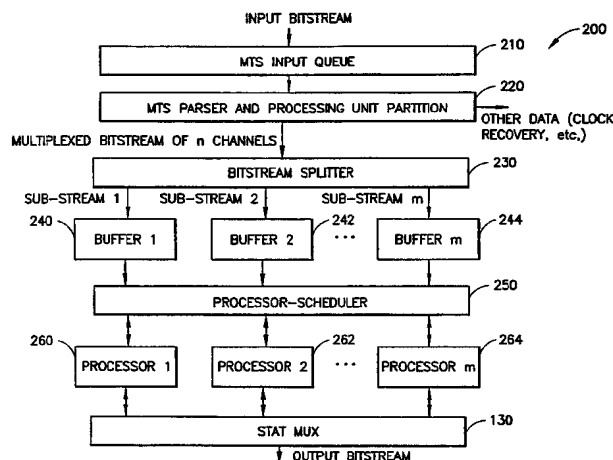 INPUT BITSTREAM
200
210
MTS INPUT QUEUE
220
MTS PARSER AND PROCESSING UNIT PARTITION
OTHER DATA (CLOCK
RECOVERY, etc,)
MULTIPLEXED BITSTREAM OF n CHANNELS
230
BITSTREAM SPLITTER
SUB-STREAM 1
SUB-STREAM 2
SUB-STREAM m
240
242
244
BUFFER 1
BUFFER 2
...
BUFFER m
250
PROCESSOR-SCHEDULER
260
262
264
PROCESSOR 1
PROCESSOR 2
...
PROCESSOR m
130
STAT MUX
OUTPUT BITSTREAM